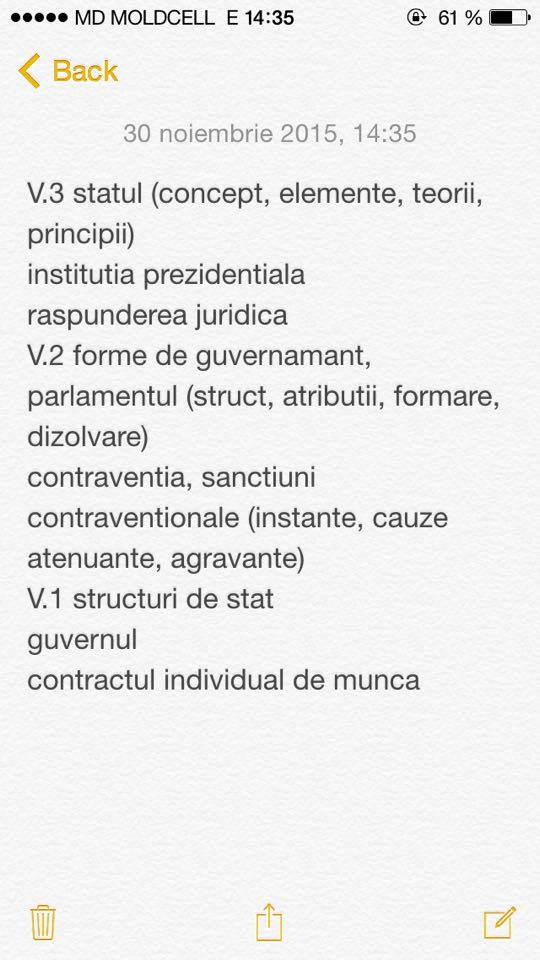 MD MOLDCELL E 14:35 61 %
Back
30 noiembrie 2015, 14:35
V.3 statul (concept, elemente, teorii,
principii)
institutia prezidentiala
raspunderea juridica
V.2 forme de guvernamant,
parlamentul (struct, atributii, formare,
dizolvare)
contraventia, sanctiuni
contraventionale (instante, cauze
atenuante, agravante)
V.1 structuri de stat
guvernul
contractul individual de munca